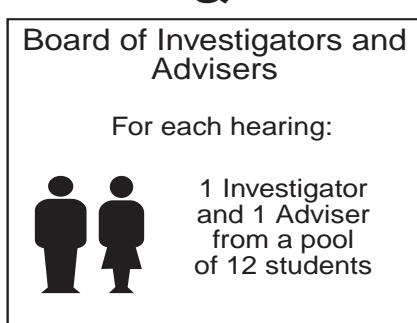 Board of Investigators and
Advisers
For each hearing:
1 Investigator
and 1 Adviser
from a pool
of 12 students